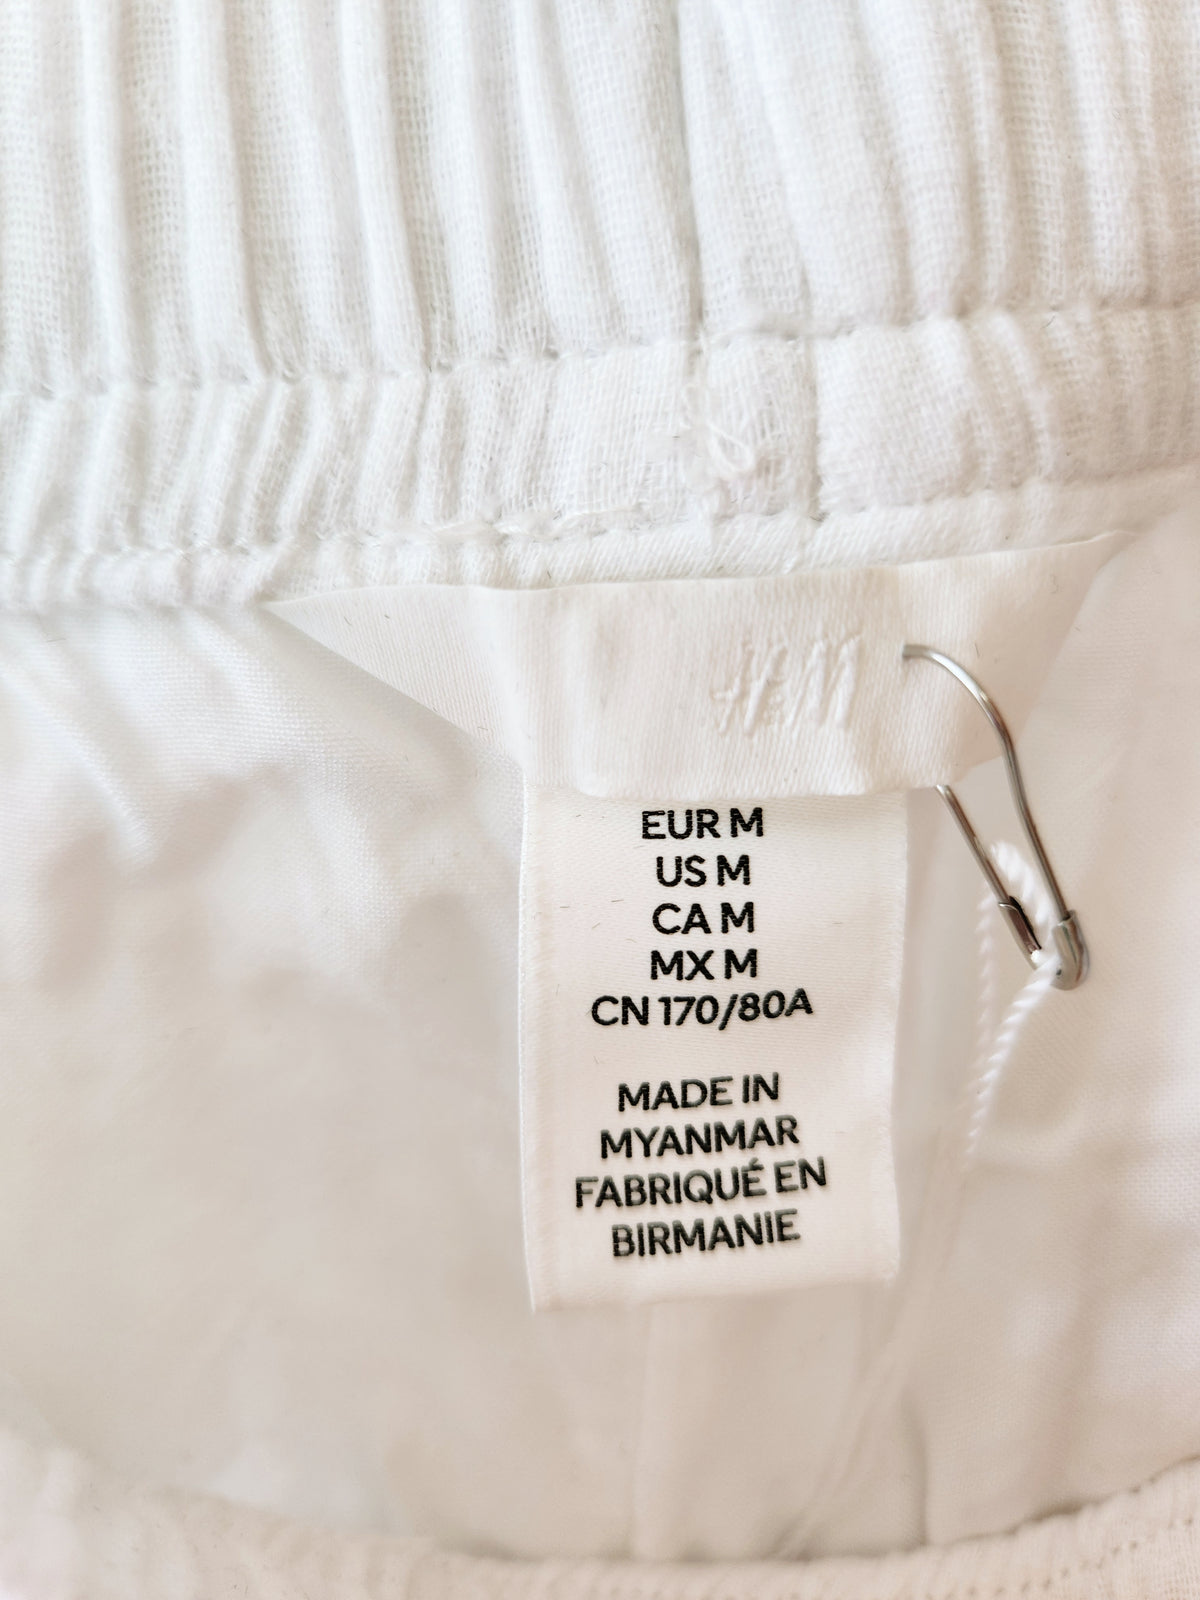 H&M
EUR M
US M
CA M
MX M
CN 170/80A
MADE IN
MYANMAR
FABRIQUÉ EN
BIRMANIE